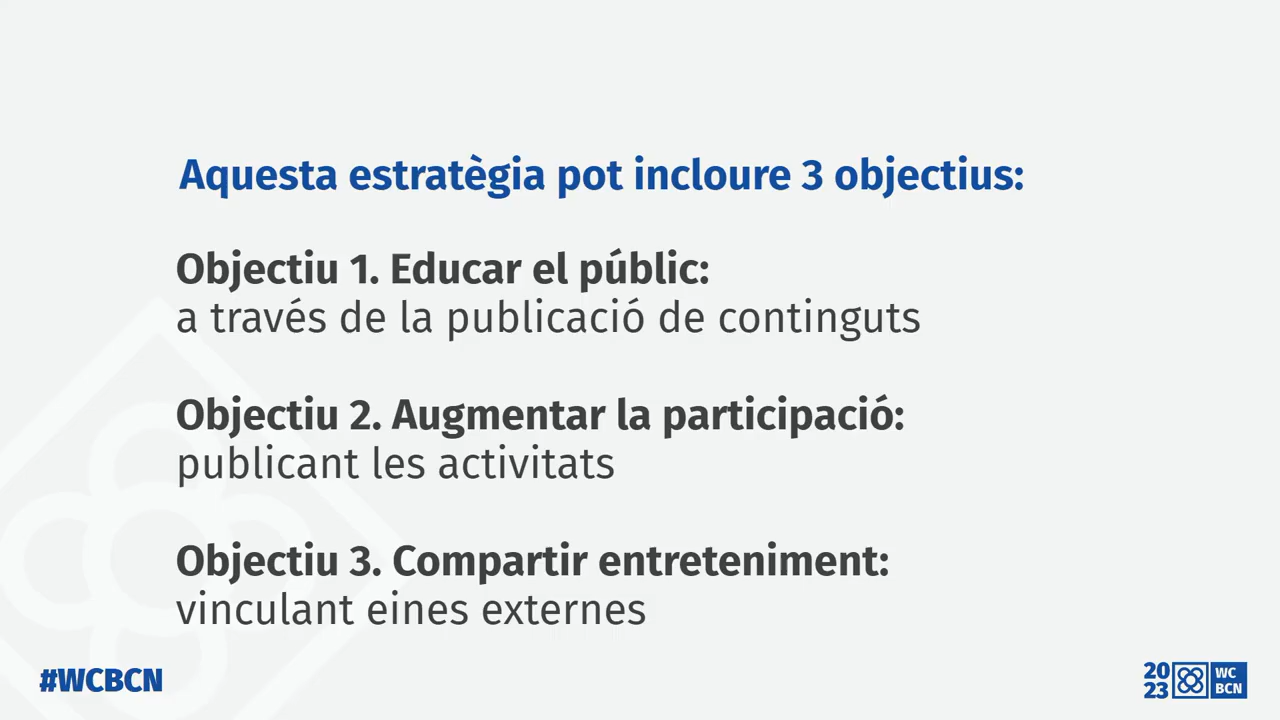 Aquesta estratègia pot incloure 3 objectius:
Objectiu 1. Educar el públic:
a través de la publicació de continguts
Objectiu 2. Augmentar la participació:
publicant les activitats
Objectiu 3. Compartir entreteniment:
vinculant eines externes
#WCBCN
20 WC
23 BCN